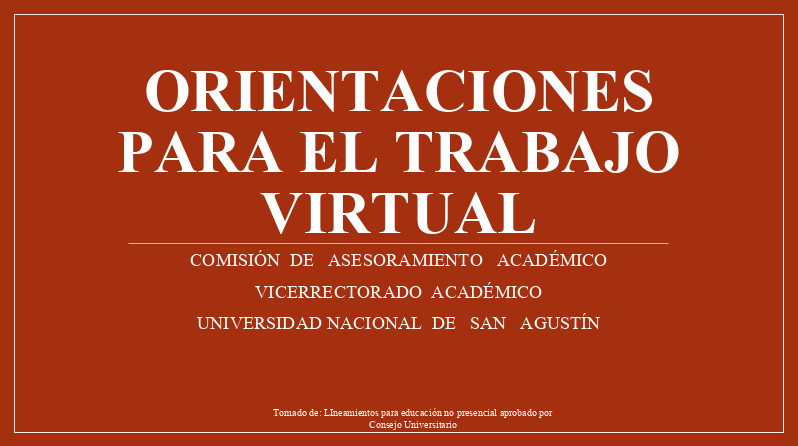 ORIENTACIONES
PARA EL TRABAJO
VIRTUAL
COMISIÓN DE ASESORAMIENTO ACADÉMICO
VICERRECTORADO ACADÉMICO
UNIVERSIDAD NACIONAL DE SAN AGUSTÍN
Tomado de: LIneamientos para educación no presencial aprobado por
Consejo Universitario